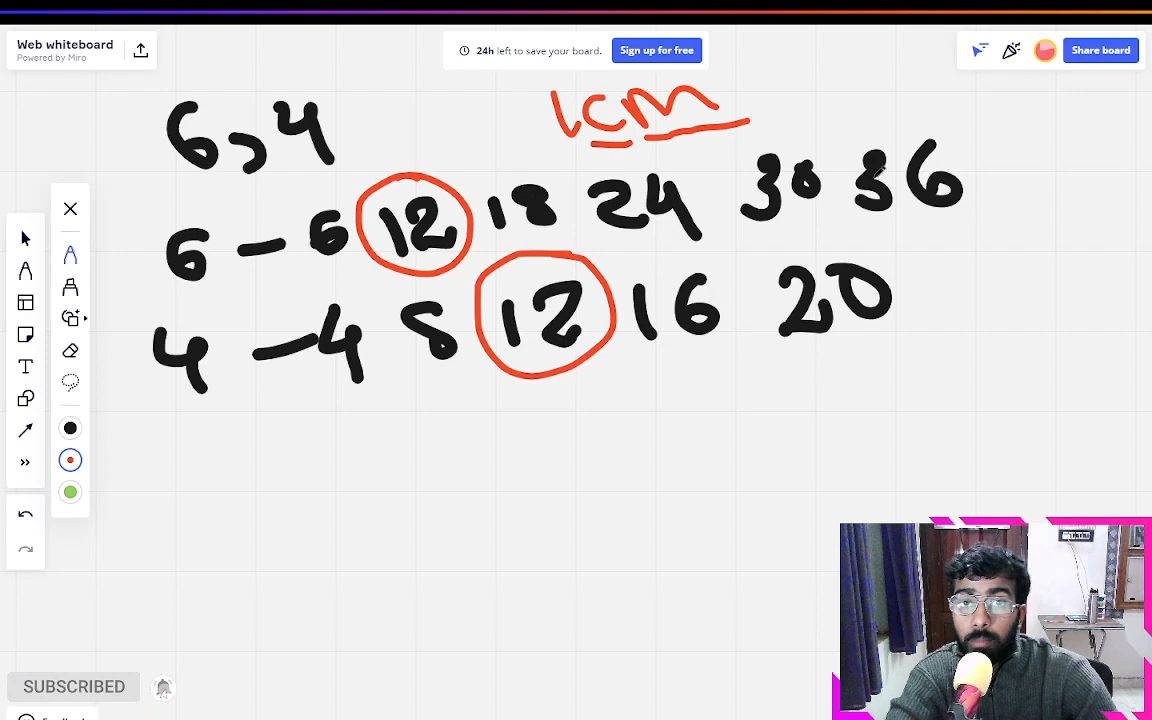 Web whiteboard
Powered by Miro
24h left to save your board.
Sign up for free
Share board
lcm
6, 4
6 - 6 12 18 24 30 36
4 - 4 8 12 16 20
T
SUBSCRIBED